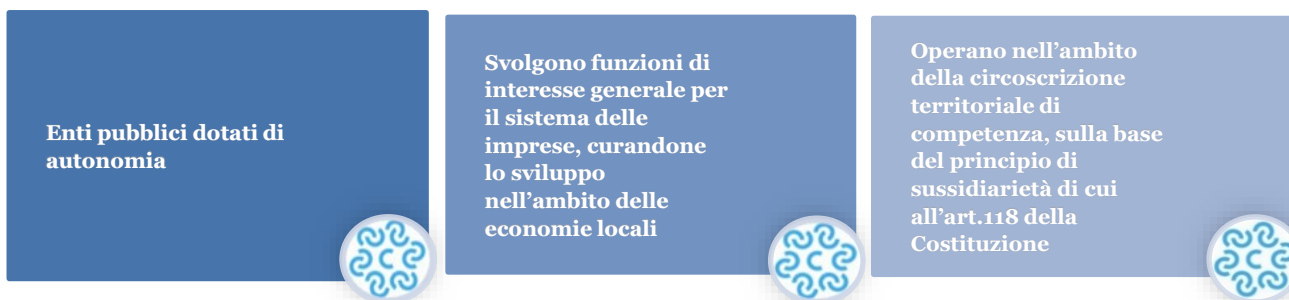 Enti pubblici dotati di
autonomia
Svolgono funzioni di
interesse generale per
il sistema delle
imprese, curandone
lo sviluppo
nell’ambito delle
economie locali
Operano nell’ambito
della circoscrizione
territoriale di
competenza, sulla base
del principio di
sussidiarietà di cui
all’art.118 della
Costituzione